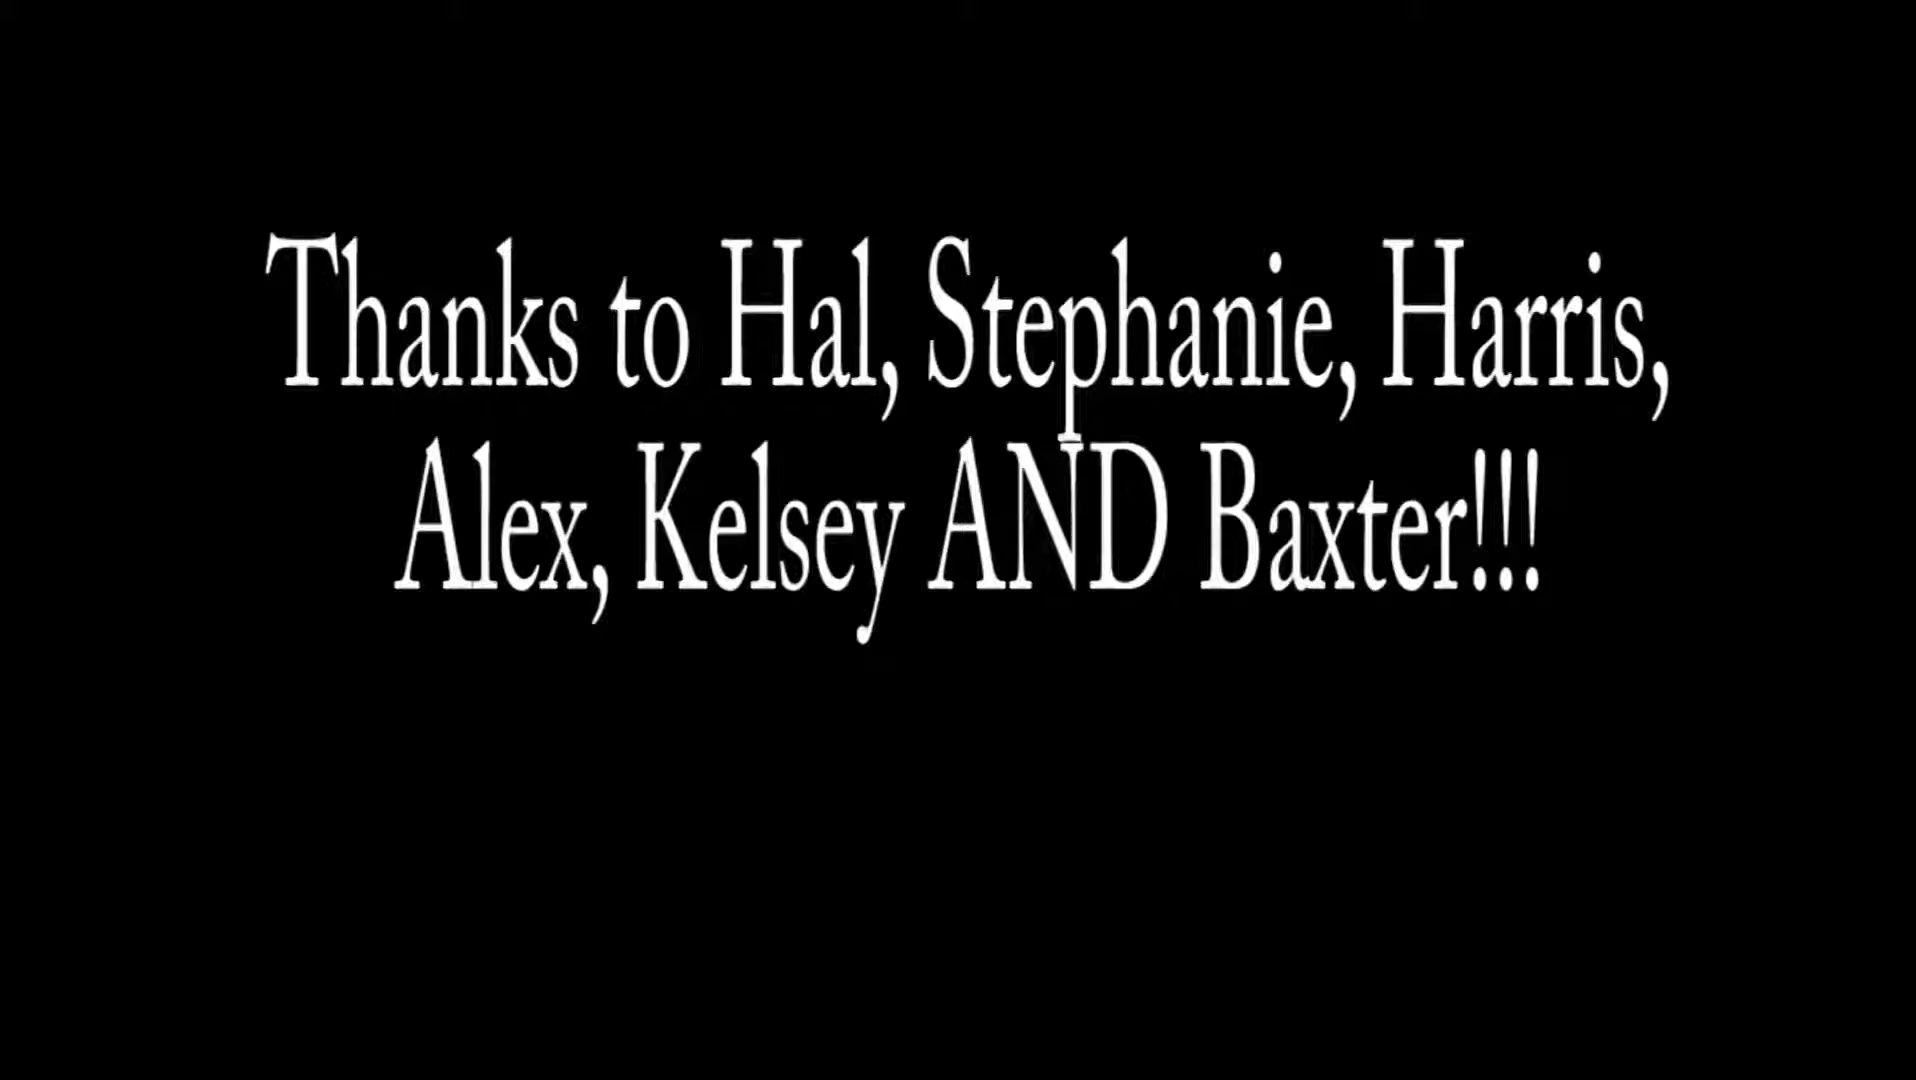 Thanks to Hal, Stephanie, Harris,
Alex, Kelsey AND Baxter!!!